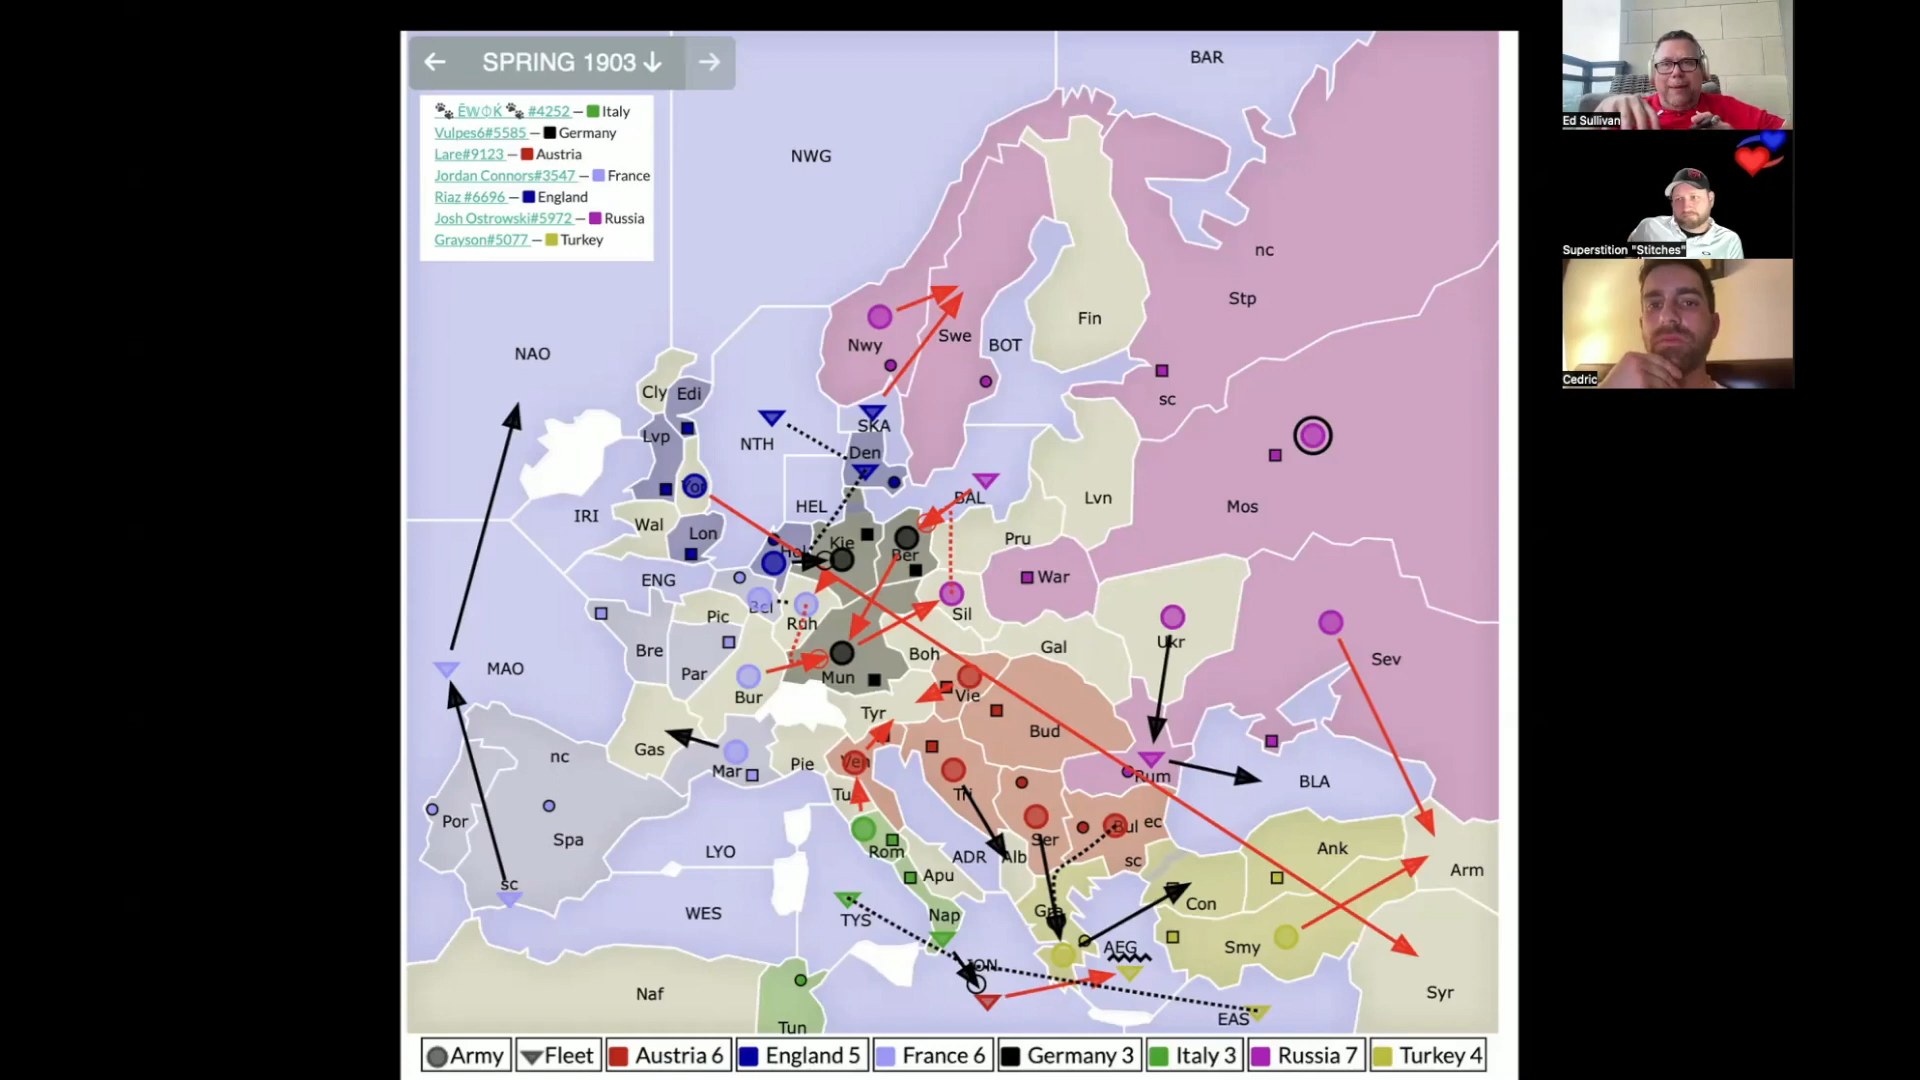 SPRING 1903
ĒWΦḰ #4252 — Italy
Vulpes6#5585 — Germany
Lare#9123 — Austria
Jordan Connors#3547 — France
Riaz #6696 — England
Josh Ostrowski#5972 — Russia
Grayson#5077 — Turkey
BAR
NWG
nc
Stp
Fin
Nwy
Swe
BOT
NAO
sc
Cly
Edi
SKA
Lvp
NTH
Den
Yor
HEL
BAL
Lvn
Mos
IRI
Wal
Lon
Hol
Kie
Ber
Pru
War
ENG
Bel
Pic
Ruh
Sil
Ukr
Bre
Par
Boh
Gal
Sev
MAO
Bur
Mun
Vie
Tyr
Bud
nc
Gas
Mar
Pie
Ven
Rum
BLA
Por
Tu
Tri
Spa
Ser
Bul
ec
LYO
Rom
ADR
Alb
sc
Ank
Apu
Arm
sc
WES
Nap
Gre
Con
TYS
AEG
Smy
ION
Naf
Syr
EAS
Tun
Army
Fleet
Austria 6
England 5
France 6
Germany 3
Italy 3
Russia 7
Turkey 4
Ed Sullivan
Superstition "Stitches"
Cedric